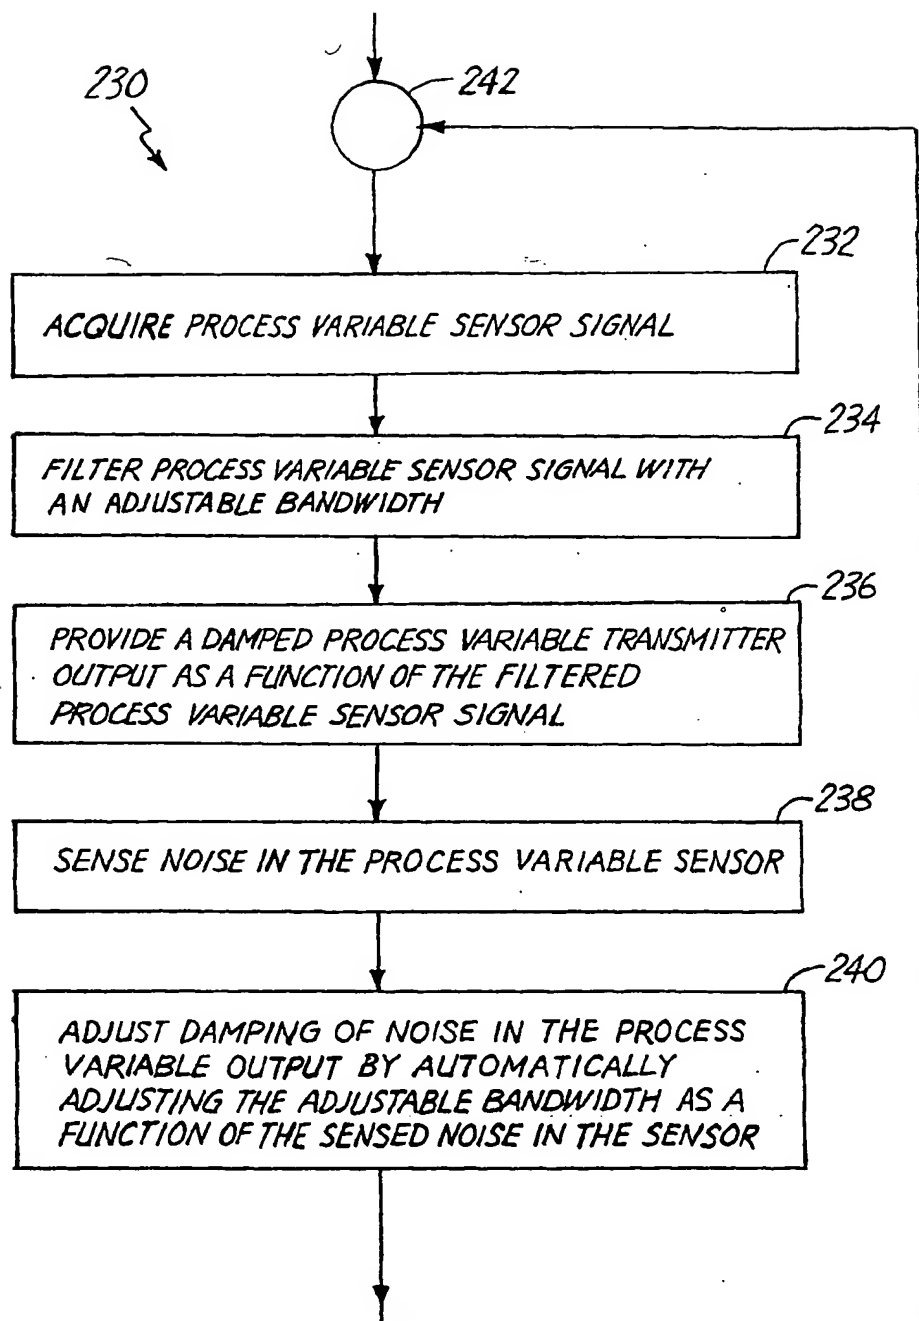 230
242
232
ACQUIRE PROCESS VARIABLE SENSOR SIGNAL
234
FILTER PROCESS VARIABLE SENSOR SIGNAL WITH
AN ADJUSTABLE BANDWIDTH
236
PROVIDE A DAMPED PROCESS VARIABLE TRANSMITTER
OUTPUT AS A FUNCTION OF THE FILTERED
PROCESS VARIABLE SENSOR SIGNAL
238
SENSE NOISE IN THE PROCESS VARIABLE SENSOR
240
ADJUST DAMPING OF NOISE IN THE PROCESS
VARIABLE OUTPUT BY AUTOMATICALLY
ADJUSTING THE ADJUSTABLE BANDWIDTH AS A
FUNCTION OF THE SENSED NOISE IN THE SENSOR